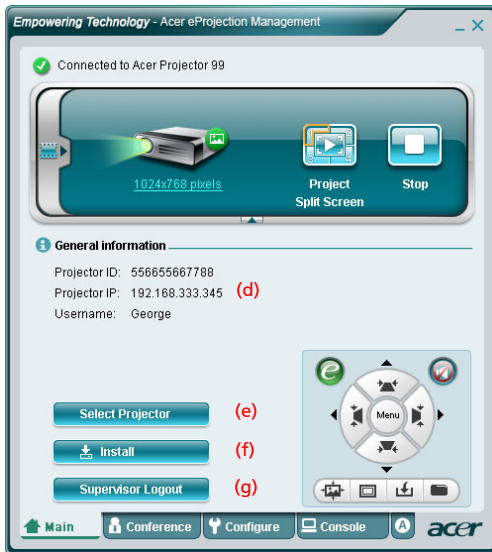 Empowering Technology - Acer eProjection Management
Connected to Acer Projector 99
1024x768 pixels
Project
Split Screen
Stop
General information
Projector ID: 556655667788
Projector IP: 192.168.333.345 (d)
Username: George
Select Projector (e)
Install (f)
Supervisor Logout (g)
e
Menu
Main Conference Configure Console A acer